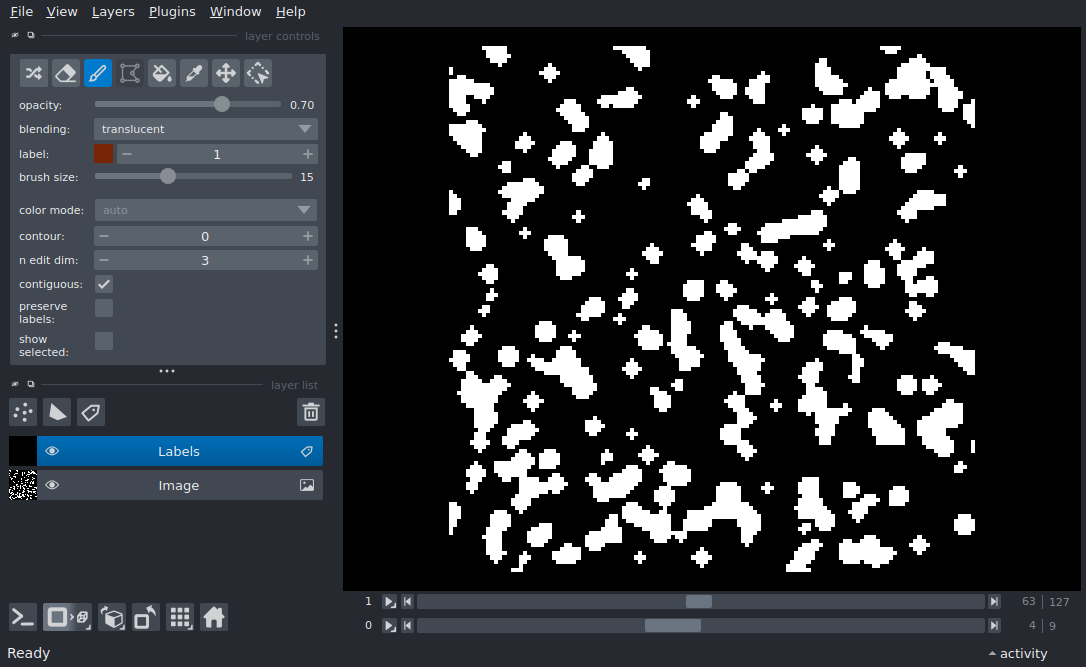 File View Layers Plugins Window Help
layer controls
opacity: 0.70
blending: translucent
label: 1
brush size: 15
color mode: auto
contour: 0
n edit dim: 3
contiguous:
preserve
labels:
show
selected:
layer list
Labels
Image
1 63 127
0 4 9
Ready activity